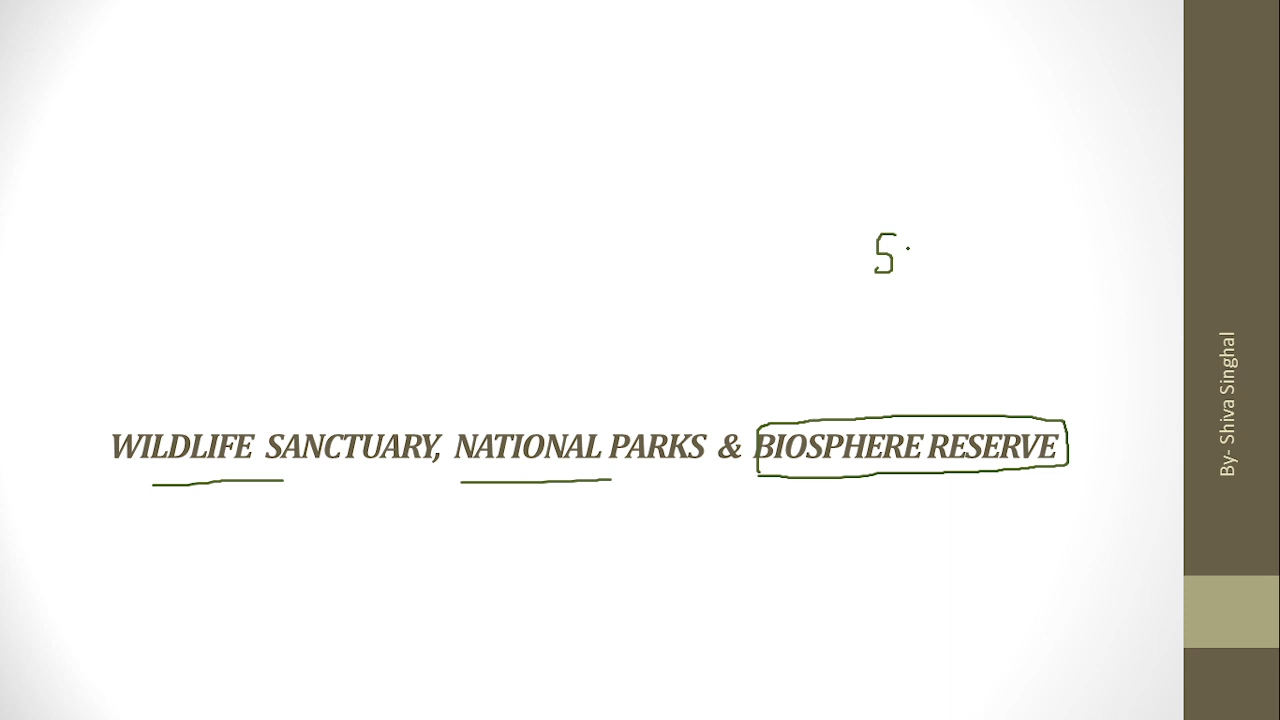 5
WILDLIFE SANCTUARY, NATIONAL PARKS & BIOSPHERE RESERVE
By- Shiva Singhal